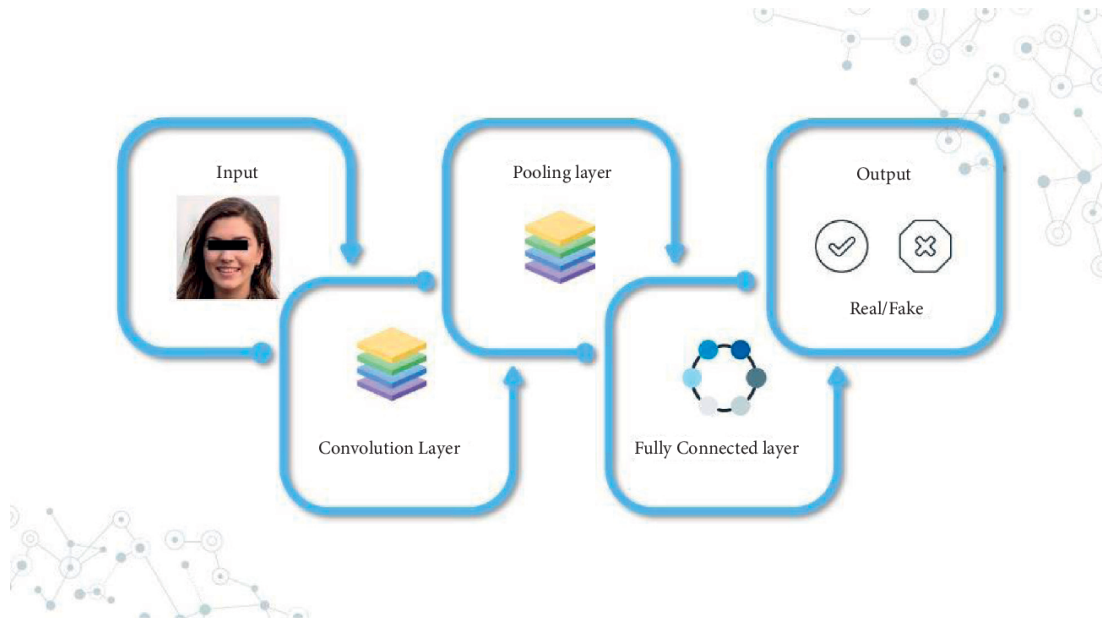 Input
Convolution Layer
Pooling layer
Fully Connected layer
Output
Real/Fake